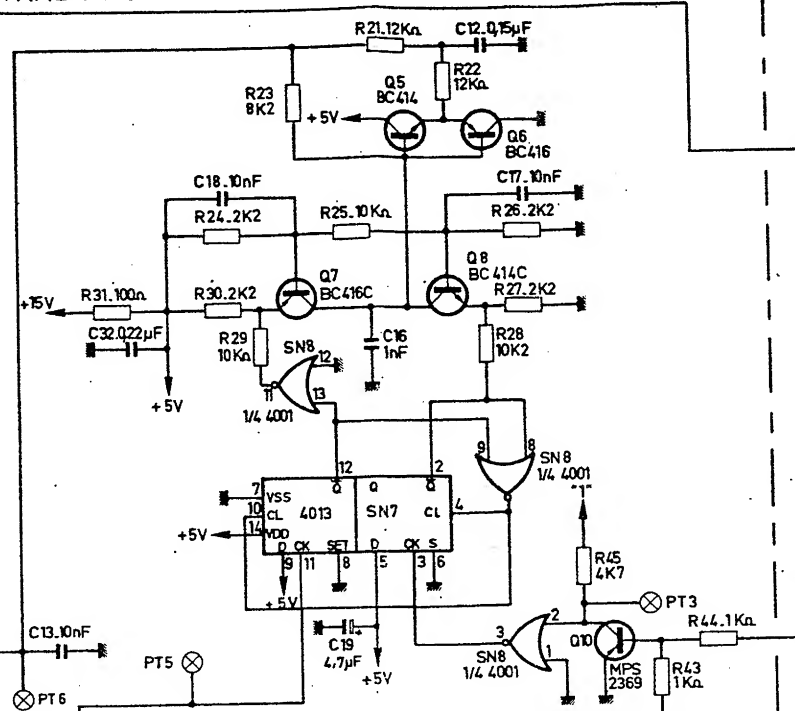 R21.12KΩ
C12.0,15µF
R22
12KΩ
R23
8K2
Q5
BC414
+5V
Q6
BC416
C18.10nF
C17.10nF
R24.2K2
R25.10KΩ
R26.2K2
Q7
BC416C
Q8
BC414C
R27.2K2
+15V
R31.100Ω
R30.2K2
C32.0,22µF
R29
10KΩ
SN8
12
C16
1nF
R28
10K2
11
13
1/4 4001
+5V
9
8
SN8
1/4 4001
12
2
"1"
7
VSS
Q
Q
Q
10
CL
4013
SN7
CL
4
+5V
14
VDD
D
CK
SET
D
CK
S
9
11
8
5
3
6
R45
4K7
+5V
PT3
C13.10nF
C19
4,7µF
3
2
Q10
R44.1KΩ
PT5
+5V
SN8
1/4 4001
1
MPS
2369
R43
1KΩ
PT6